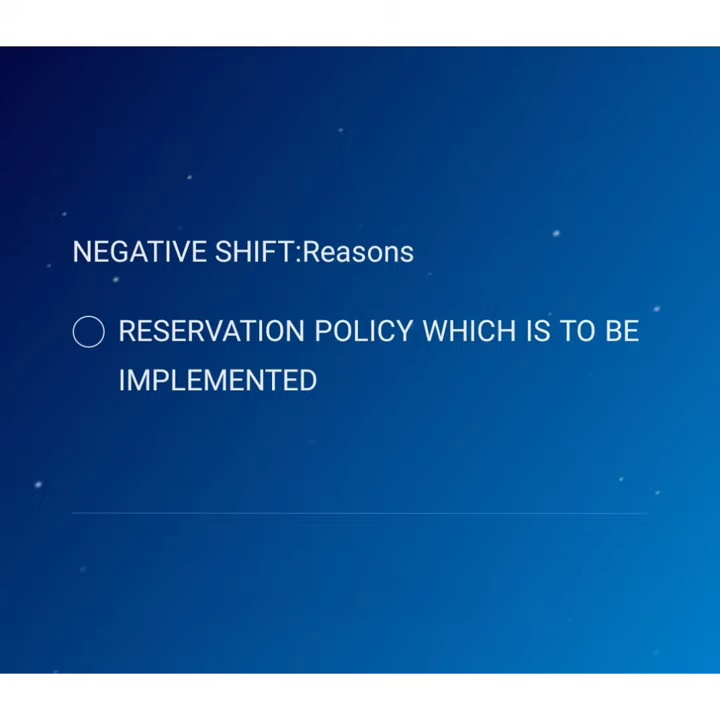 NEGATIVE SHIFT:Reasons
RESERVATION POLICY WHICH IS TO BE
IMPLEMENTED